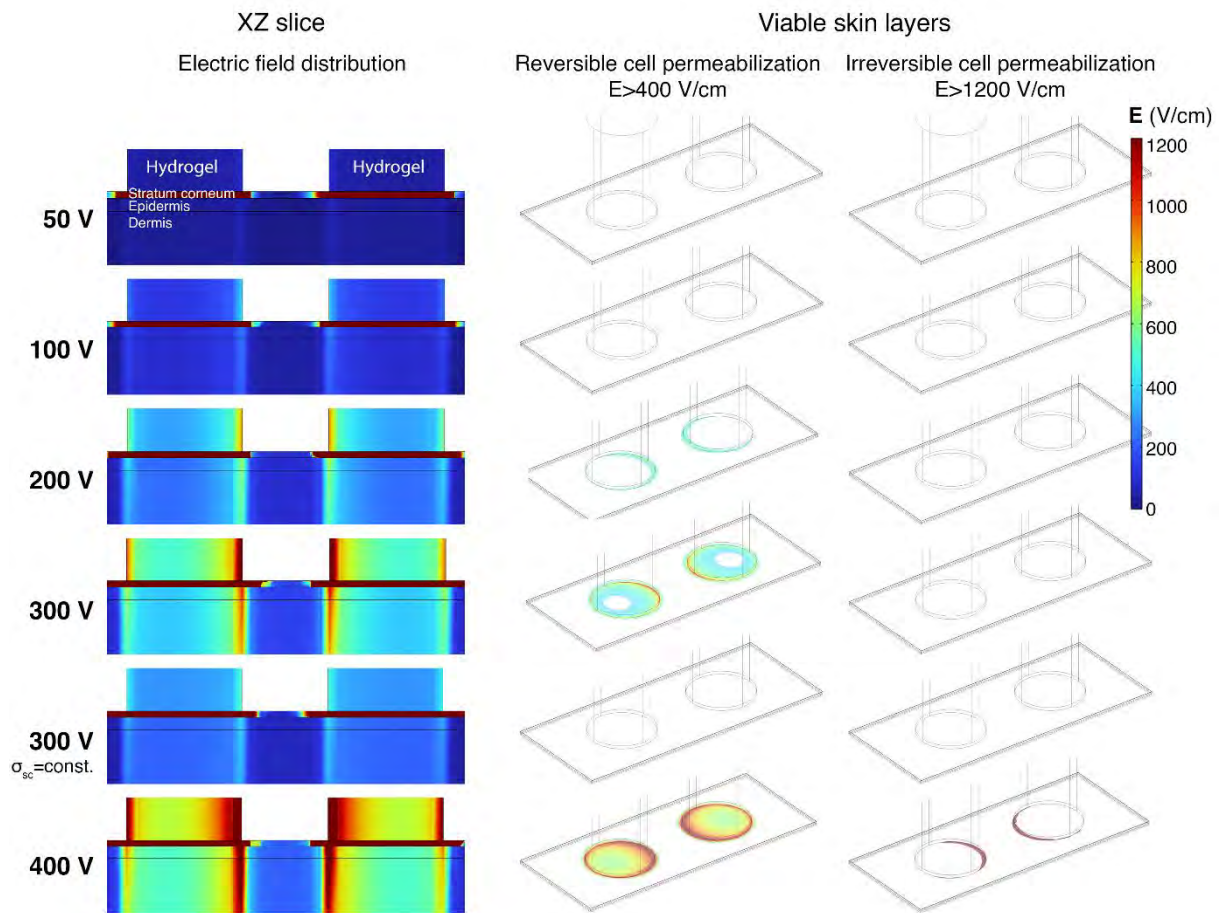 XZ slice
Viable skin layers
Electric field distribution
Reversible cell permeabilization
E>400 V/cm
Irreversible cell permeabilization
E>1200 V/cm
E (V/cm)
1200
1000
800
600
400
200
0
Hydrogel
Hydrogel
Stratum corneum
Epidermis
Dermis
50 V
100 V
200 V
300 V
300 V
σsc=const.
400 V